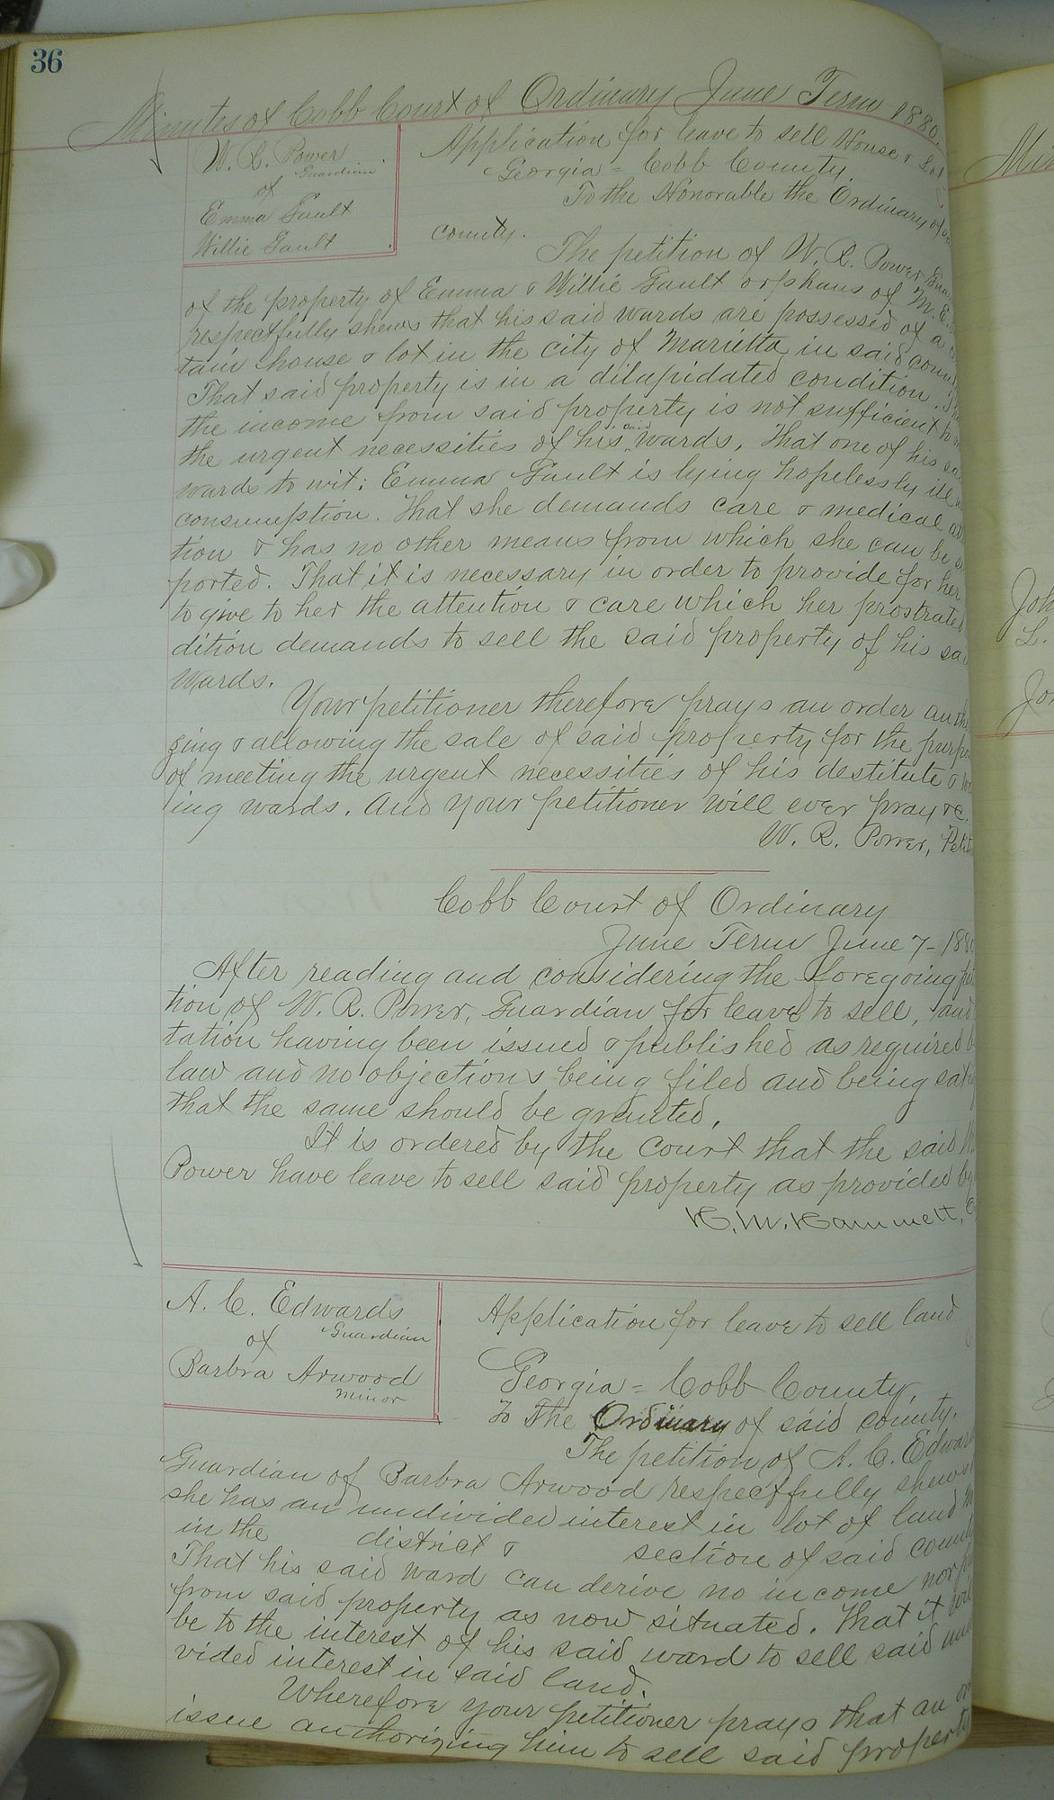 36
Minutes of Cobb Court of Ordinary June Term 1880.
W. R. Power
Guardian
of
Emma Gault
Willie Gault
Application for leave to sell House & Lot
Georgia = Cobb County.
To the Honorable the Ordinary of
county.
The petition of W. R. Power
of the property of Emma & Willie Gault orphans of M. E.
respectfully shews that his said wards are possessed of a
tain house & lot in the city of Marietta in said
That said property is in a dilapidated condition.
the income from said property is not sufficient to
the urgent necessities of his said wards, That one of his
wards to wit: Emma Gault is lying hopelessly ill
consumption. That she demands care & medical
tion & has no other means from which she can be
ported. That it is necessary in order to provide for her
to give to her the attention & care which her prostrate
dition demands to sell the said property of his
wards.
Your petitioner therefore prays an order
zing & allowing the sale of said property for the
of meeting the urgent necessities of his destitute &
ing wards. And your petitioner will ever pray &c.
W. R. Power,
Cobb Court of Ordinary
June Term June 7 - 188
After reading and considering the foregoing
tion of W. R. Power, Guardian for leave to sell, and
tation having been issued & published as required
law and no objections being filed and being
that the same should be granted,
It is ordered by the Court that the said
Power have leave to sell said property as provided by
H. M. Hammett,
A. C. Edwards
Guardian
of
Barbra Arwood
Minor
Application for leave to sell land
Georgia = Cobb County,
To The Ordinary of said county.
The petition of A. C.
Guardian of Barbra Arwood respectfully shews
she has an undivided interest in lot of land
in the district & section of said
That his said ward can derive no income nor
from said property as now situated. That it
be to the interest of his said ward to sell said
vided interest in said land.
Wherefore your petitioner prays that an
issue authorizing him to sell said property
Joh
L.
Jo